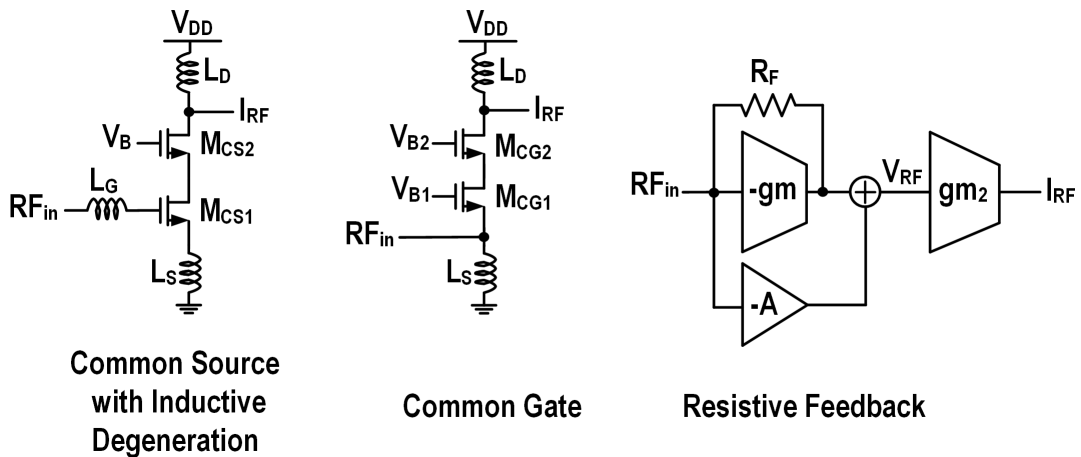 VDD
LD
IRF
VB
MCS2
LG
RFin
MCS1
LS
Common Source
with Inductive
Degeneration
VDD
LD
IRF
VB2
MCG2
VB1
MCG1
RFin
LS
Common Gate
RF
RFin
-gm
VRF
gm2
IRF
-A
Resistive Feedback